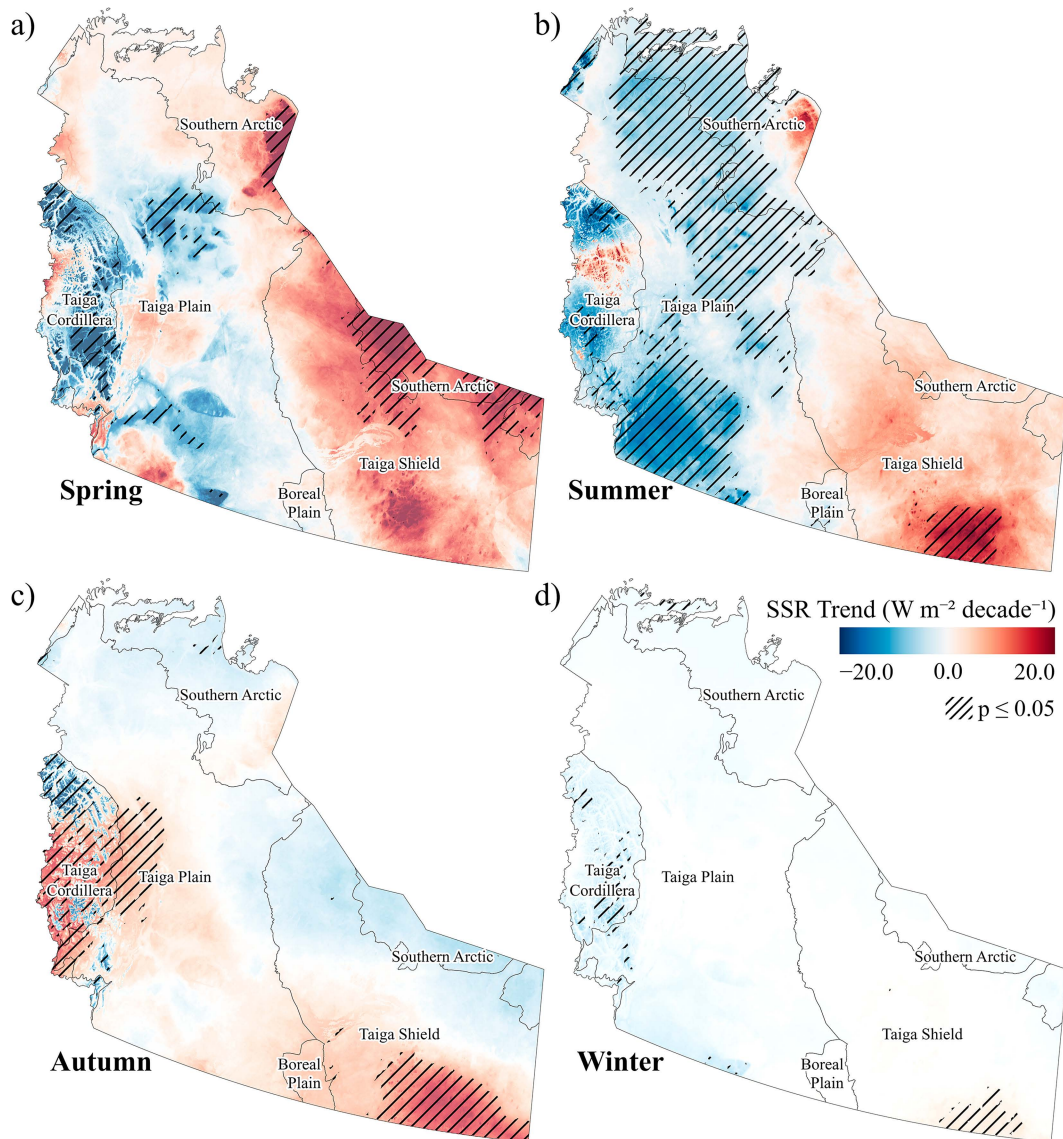 a)
Southern Arctic
Taiga
Cordillera
Taiga Plain
Southern Arctic
Taiga Shield
Boreal
Plain
Spring
b)
Southern Arctic
Taiga
Cordillera
Taiga Plain
Southern Arctic
Taiga Shield
Boreal
Plain
Summer
c)
Southern Arctic
Taiga
Cordillera
Taiga Plain
Southern Arctic
Taiga Shield
Boreal
Plain
Autumn
d)
SSR Trend (W m⁻² decade⁻¹)
−20.0 0.0 20.0
p ≤ 0.05
Southern Arctic
Taiga
Cordillera
Taiga Plain
Southern Arctic
Taiga Shield
Boreal
Plain
Winter